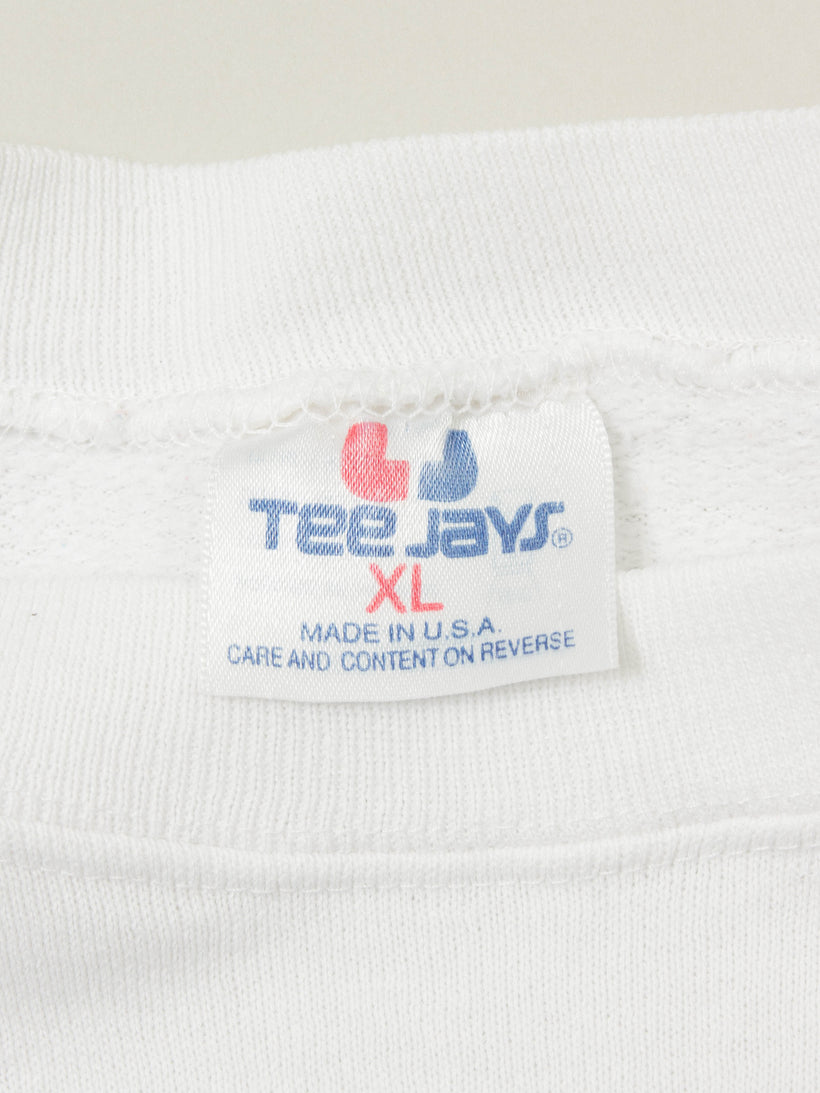 Tee Jays®
XL
MADE IN U.S.A.
CARE AND CONTENT ON REVERSE